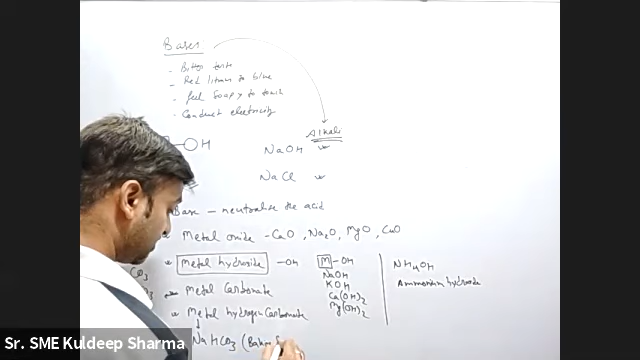 Bases
- Bitter taste
- Red litmus to blue
- feel soapy to touch
- Conduct electricity
Alkali
OH
NaOH
NaCl
Base – neutralise the acid
Metal oxide – CaO, Na2O, MgO, CuO
Metal hydroxide – OH
M – OH
NaOH
KOH
Ca(OH)2
Mg(OH)2
NH4OH
Ammonium hydroxide
CO3
Metal Carbonate
Metal hydrogen Carbonate
NaHCO3 (Baking
Sr. SME Kuldeep Sharma